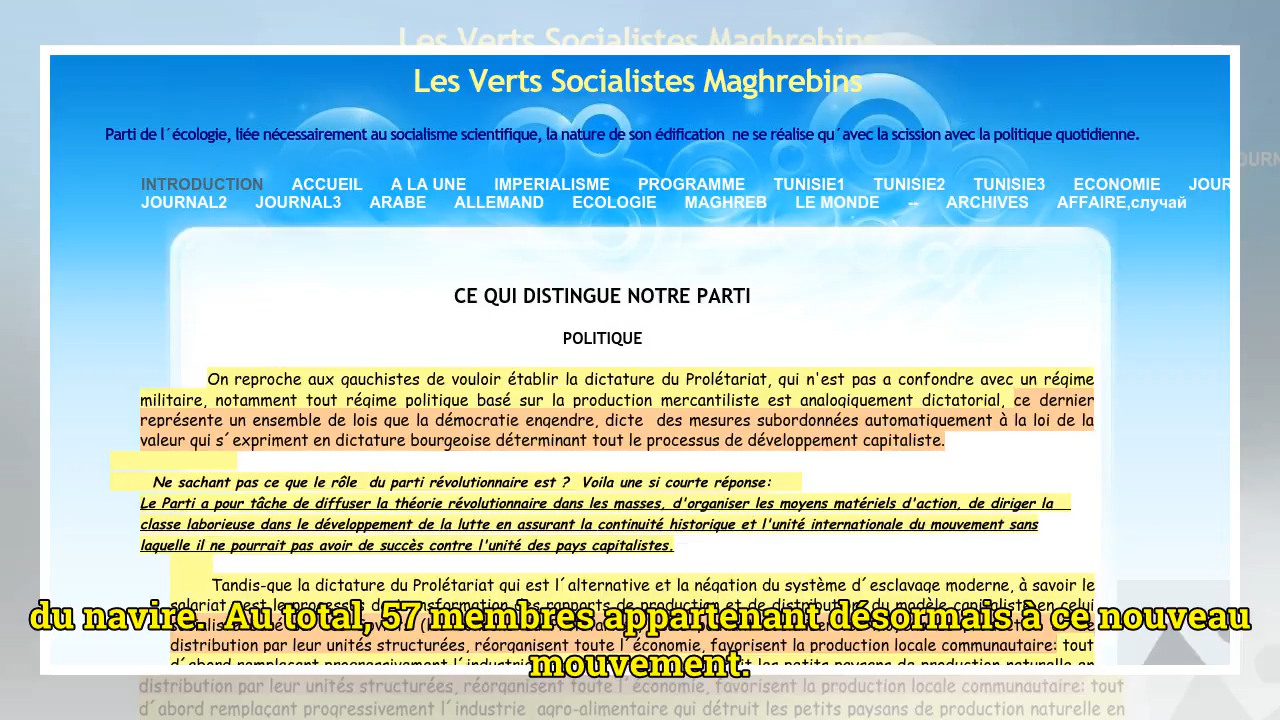 Les Verts Socialistes Maghrebins
Les Verts Socialistes Maghrebins
Parti de l´écologie, liée nécessairement au socialisme scientifique, la nature de son édification ne se réalise qu´avec la scission avec la politique quotidienne.
INTRODUCTION ACCUEIL A LA UNE IMPERIALISME PROGRAMME TUNISIE1 TUNISIE2 TUNISIE3 ECONOMIE JOUR
JOURNAL2 JOURNAL3 ARABE ALLEMAND ECOLOGIE MAGHREB LE MONDE -- ARCHIVES AFFAIRE,случай
CE QUI DISTINGUE NOTRE PARTI
POLITIQUE
On reproche aux gauchistes de vouloir établir la dictature du Prolétariat, qui n'est pas a confondre avec un régime
militaire, notamment tout régime politique basé sur la production mercantiliste est analogiquement dictatorial, ce dernier
représente un ensemble de lois que la démocratie engendre, dicte des mesures subordonnées automatiquement à la loi de la
valeur qui s´expriment en dictature bourgeoise déterminant tout le processus de développement capitaliste.
Ne sachant pas ce que le rôle du parti révolutionnaire est ? Voila une si courte réponse:
Le Parti a pour tâche de diffuser la théorie révolutionnaire dans les masses, d'organiser les moyens matériels d'action, de diriger la
classe laborieuse dans le développement de la lutte en assurant la continuité historique et l'unité internationale du mouvement sans
laquelle il ne pourrait pas avoir de succès contre l'unité des pays capitalistes.
Tandis-que la dictature du Prolétariat qui est l´alternative et la négation du système d´esclavage moderne, à savoir le
du navire. Au total, 57 membres appartenant désormais à ce nouveau
distribution par leur unités structurées, réorganisent toute l´économie, favorisent la production locale communautaire: tout
mouvement.
distribution par leur unités structurées, réorganisent toute l´économie, favorisent la production locale communautaire: tout
d´abord remplaçant progressivement l´industrie agro-alimentaire qui détruit les petits paysans de production naturelle en